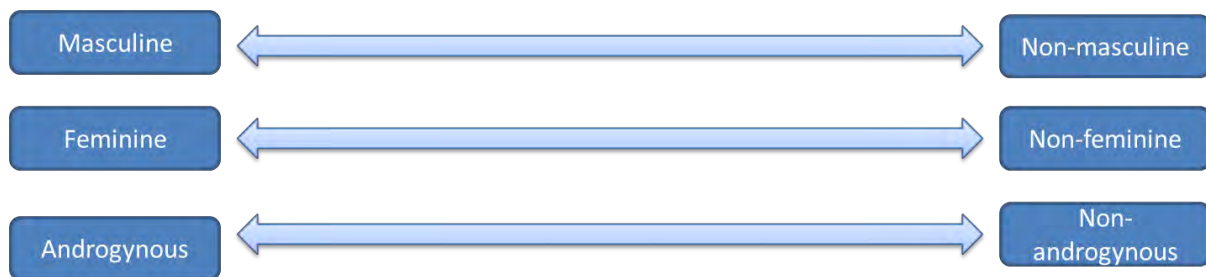 Masculine
Non-masculine
Feminine
Non-feminine
Androgynous
Non-
androgynous